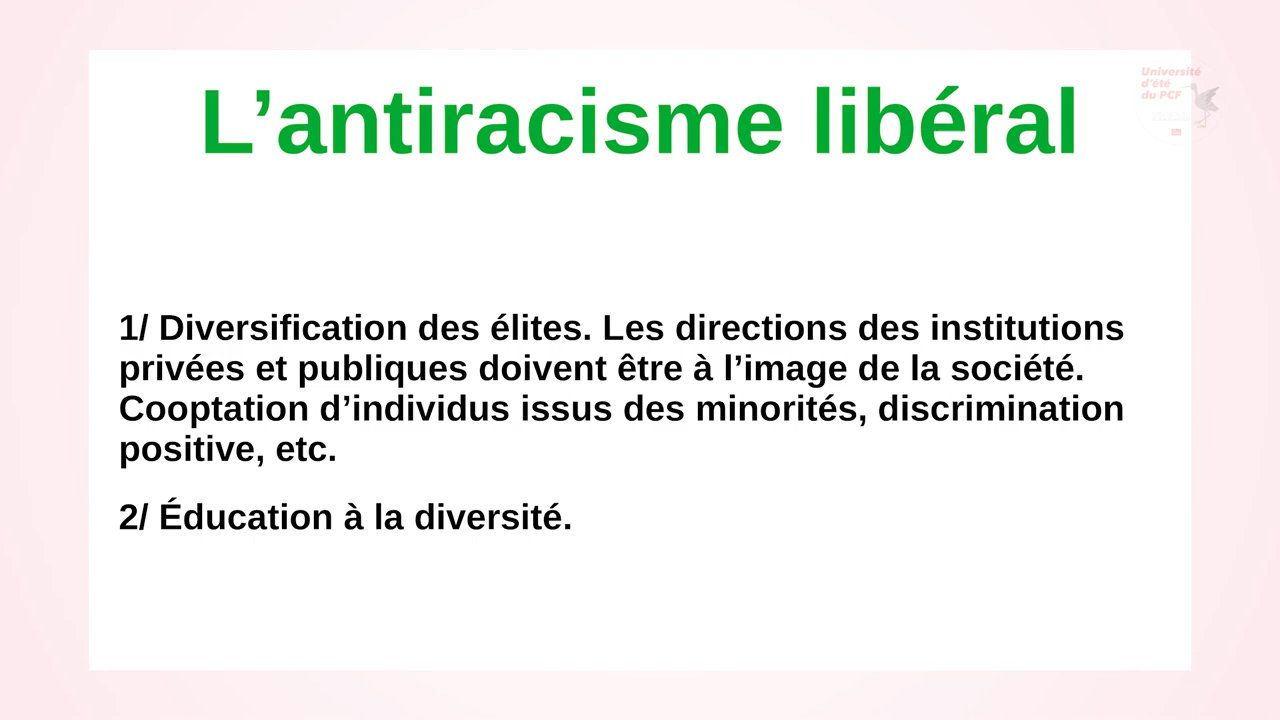 L’antiracisme libéral
Université
d'été
du PCF
1/ Diversification des élites. Les directions des institutions
privées et publiques doivent être à l’image de la société.
Cooptation d’individus issus des minorités, discrimination
positive, etc.
2/ Éducation à la diversité.